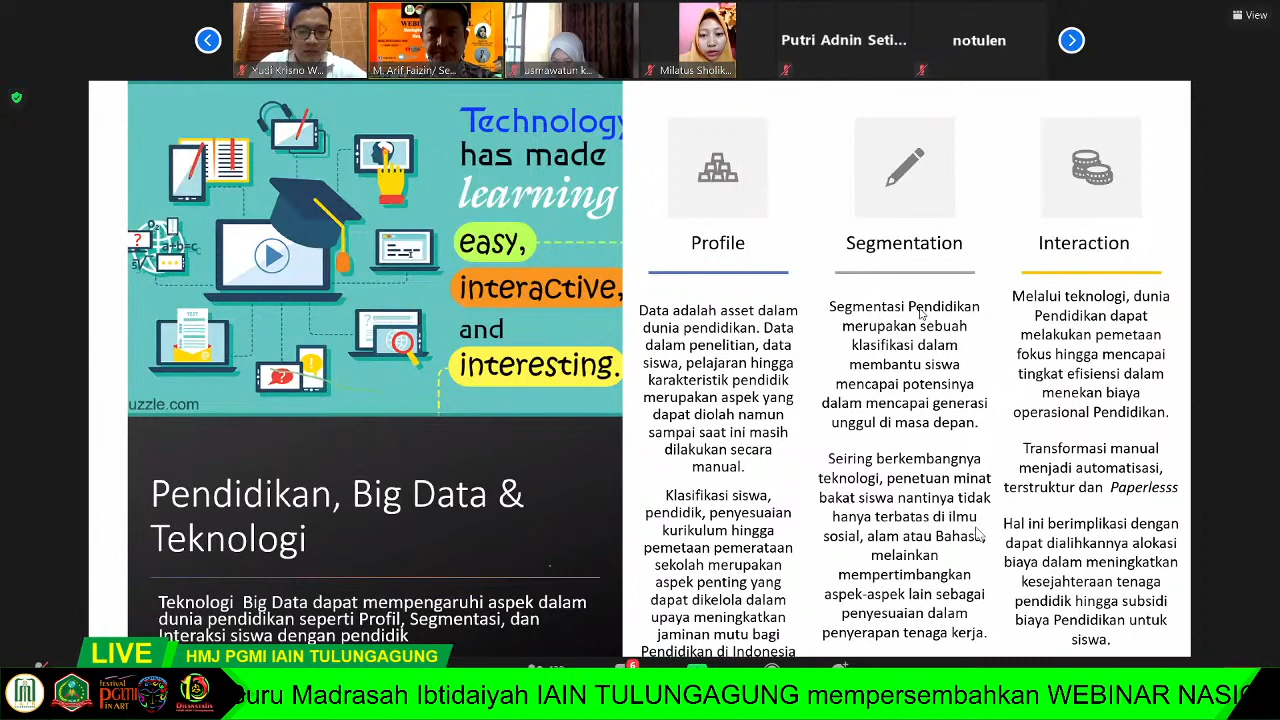 View
Yudi Krisno W...
M. Arif Faizin/ Se...
usmawatun k...
Milatus Sholik...
Putri Admin Seti...
notulen
Technology
has made
learning
easy,
interactive,
and
interesting.
uzzle.com
TEXT
a+b=c
Pendidikan, Big Data &
Teknologi
Teknologi Big Data dapat mempengaruhi aspek dalam
dunia pendidikan seperti Profil, Segmentasi, dan
Interaksi siswa dengan pendidik
Profile
Data adalah asset dalam
dunia pendidikan. Data
dalam penelitian, data
siswa, pelajaran hingga
karakteristik pendidik
merupakan aspek yang
dapat diolah namun
sampai saat ini masih
dilakukan secara
manual.
Klasifikasi siswa,
pendidik, penyesuaian
kurikulum hingga
pemetaan pemerataan
sekolah merupakan
aspek penting yang
dapat dikelola dalam
upaya meningkatkan
jaminan mutu bagi
Pendidikan di Indonesia
Segmentation
Segmentasi Pendidikan
merupakan sebuah
klasifikasi dalam
membantu siswa
mencapai potensinya
dalam mencapai generasi
unggul di masa depan.
Seiring berkembangnya
teknologi, penetuan minat
bakat siswa nantinya tidak
hanya terbatas di ilmu
sosial, alam atau Bahasa,
melainkan
mempertimbangkan
aspek-aspek lain sebagai
penyesuaian dalam
penyerapan tenaga kerja.
Interaction
Melalui teknologi, dunia
Pendidikan dapat
melakukan pemetaan
fokus hingga mencapai
tingkat efisiensi dalam
menekan biaya
operasional Pendidikan.
Transformasi manual
menjadi automatisasi,
terstruktur dan Paperlesss
Hal ini berimplikasi dengan
dapat dialihkannya alokasi
biaya dalam meningkatkan
kesejahteraan tenaga
pendidik hingga subsidi
biaya Pendidikan untuk
siswa.
LIVE
HMJ PGMI IAIN TULUNGAGUNG
festival
PGMI
IN ART
Diesnatalis
uru Madrasah Ibtidaiyah IAIN TULUNGAGUNG mempersembahkan WEBINAR NASIO